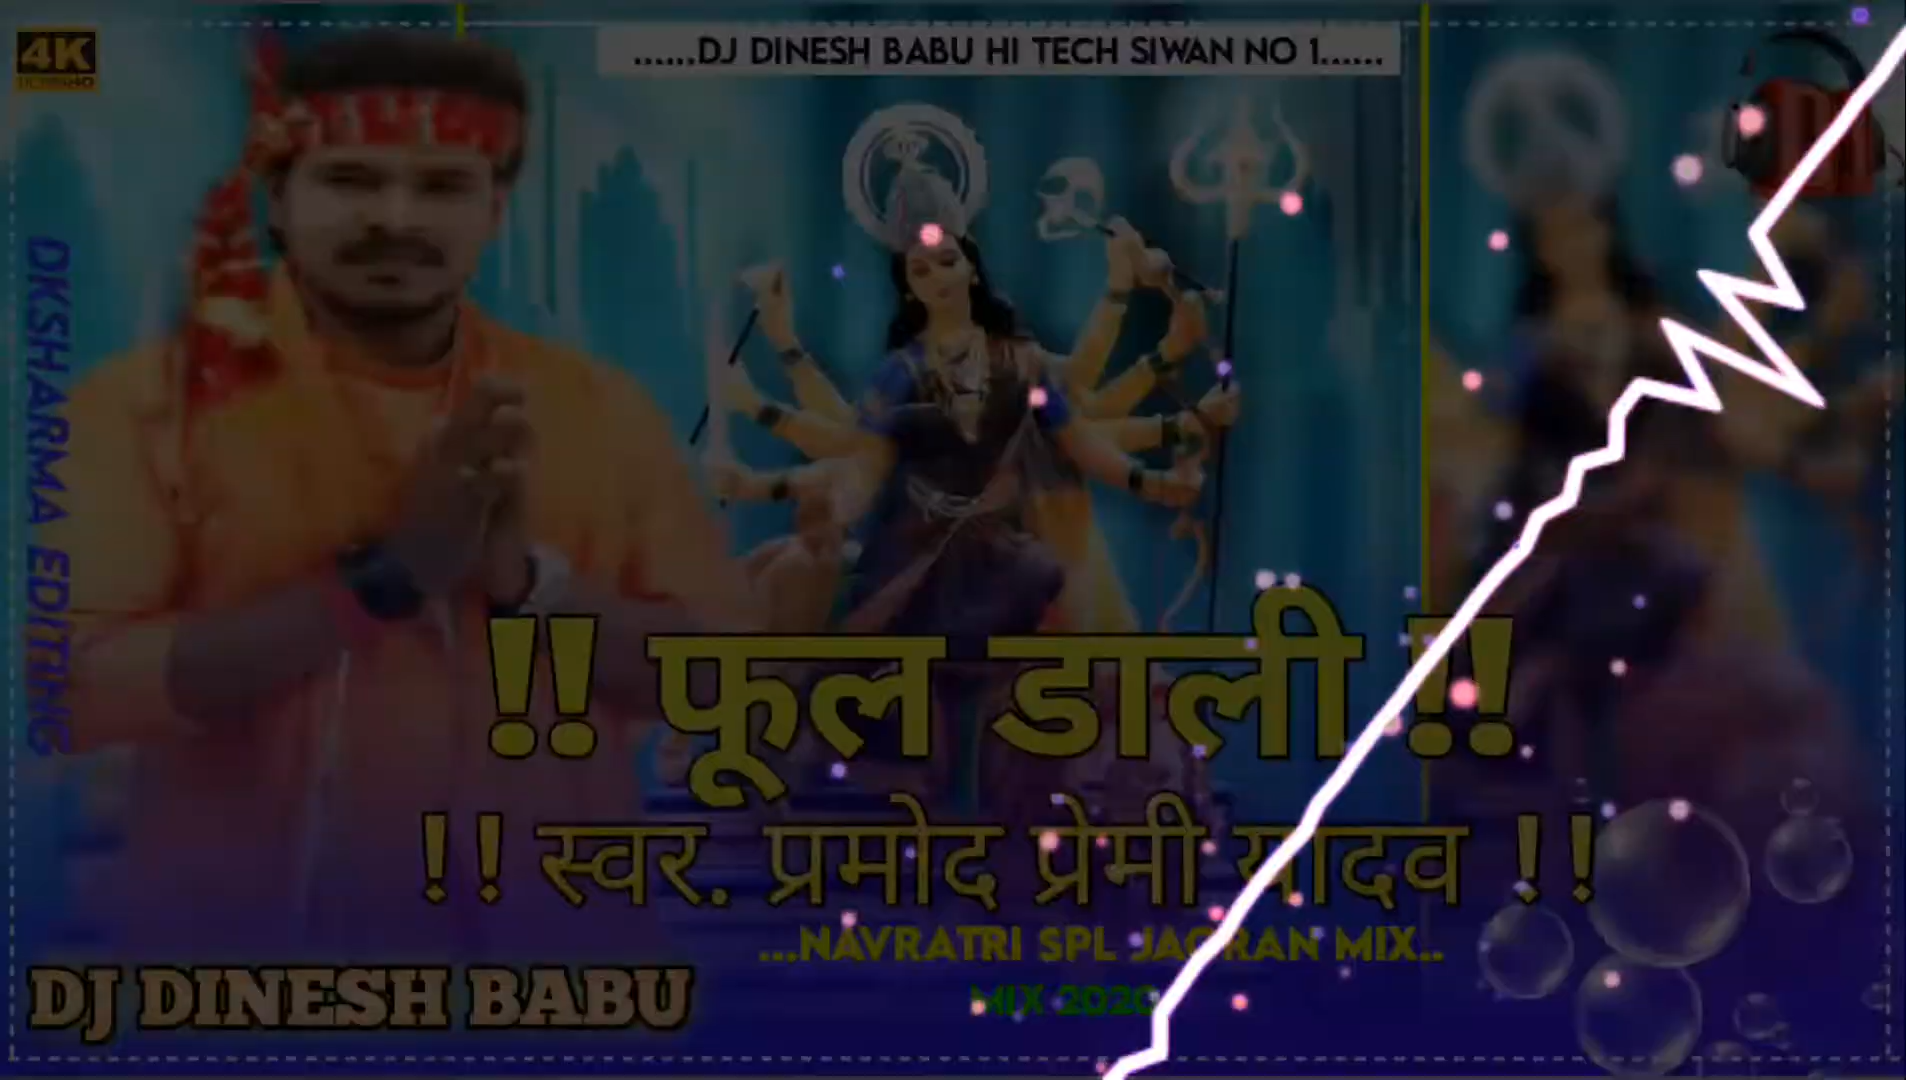 4K
......DJ DINESH BABU HI TECH SIWAN NO 1......
DKSHARMA EDITING
!! फूल डाली !!
!! स्वर. प्रमोद प्रेमी यादव !!
...NAVRATRI SPL JAGRAN MIX..
MIX 2020
DJ DINESH BABU